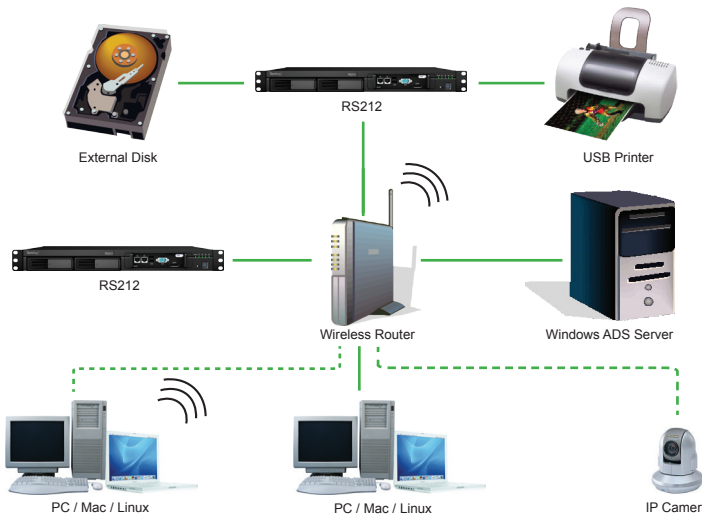 RS212
External Disk
USB Printer
RS212
Wireless Router
Windows ADS Server
PC / Mac / Linux
PC / Mac / Linux
IP Camer